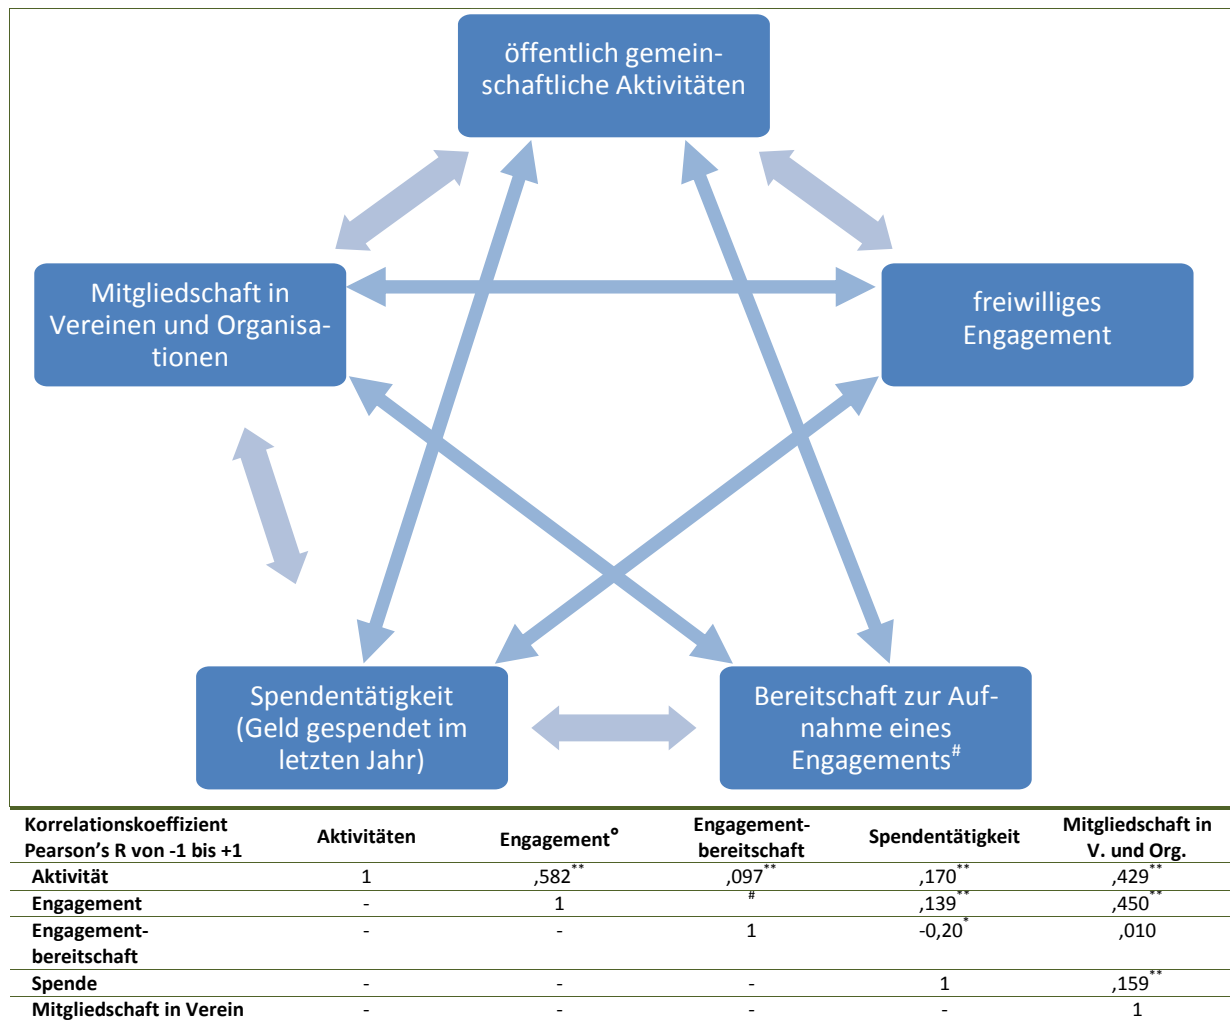 öffentlich gemein-
schaftliche Aktivitäten
Mitgliedschaft in
Vereinen und Organisa-
tionen
freiwilliges
Engagement
Spendentätigkeit
(Geld gespendet im
letzten Jahr)
Bereitschaft zur Auf-
nahme eines
Engagements#
Korrelationskoeffizient
Pearson's R von -1 bis +1
Aktivitäten
Engagement°
Engagement-
bereitschaft
Spendentätigkeit
Mitgliedschaft in
V. und Org.
Aktivität 1 ,582** ,097** ,170** ,429**
Engagement - 1 # ,139** ,450**
Engagement-
bereitschaft - - 1 -0,20* ,010
Spende - - - 1 ,159**
Mitgliedschaft in Verein - - - - 1